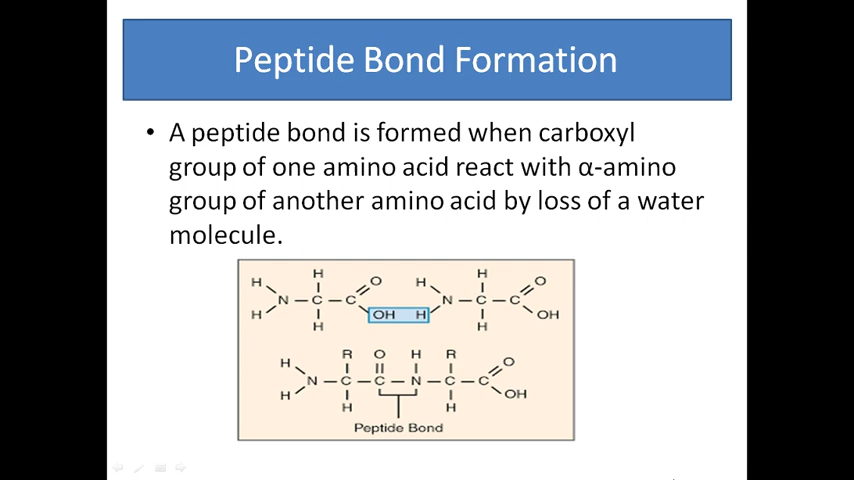 Peptide Bond Formation
• A peptide bond is formed when carboxyl
group of one amino acid react with α-amino
group of another amino acid by loss of a water
molecule.
H H O H H O
N – C – C N – C – C
H H OH H H OH
H R O H R O
N – C – C – N – C – C
H H H OH
Peptide Bond